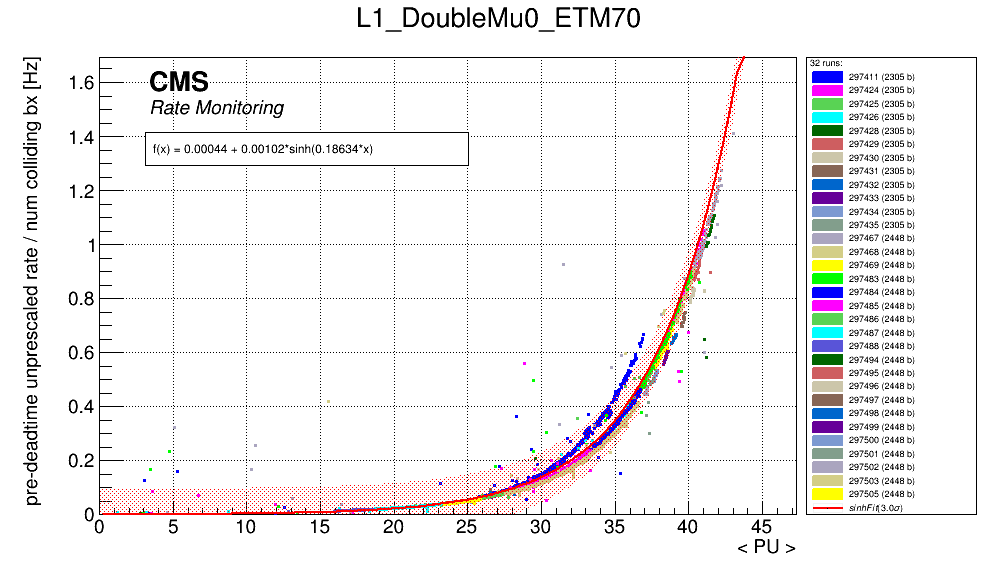 L1_DoubleMu0_ETM70
pre-deadtime unprescaled rate / num colliding bx [Hz]
CMS
Rate Monitoring
f(x) = 0.00044 + 0.00102*sinh(0.18634*x)
1.6
1.4
1.2
1
0.8
0.6
0.4
0.2
0
0 5 10 15 20 25 30 35 40 45
< PU >
32 runs:
297411 (2305 b)
297424 (2305 b)
297425 (2305 b)
297426 (2305 b)
297428 (2305 b)
297429 (2305 b)
297430 (2305 b)
297431 (2305 b)
297432 (2305 b)
297433 (2305 b)
297434 (2305 b)
297435 (2305 b)
297467 (2448 b)
297468 (2448 b)
297469 (2448 b)
297483 (2448 b)
297484 (2448 b)
297485 (2448 b)
297486 (2448 b)
297487 (2448 b)
297488 (2448 b)
297494 (2448 b)
297495 (2448 b)
297496 (2448 b)
297497 (2448 b)
297498 (2448 b)
297499 (2448 b)
297500 (2448 b)
297501 (2448 b)
297502 (2448 b)
297503 (2448 b)
297505 (2448 b)
sinhFit(3.0σ)